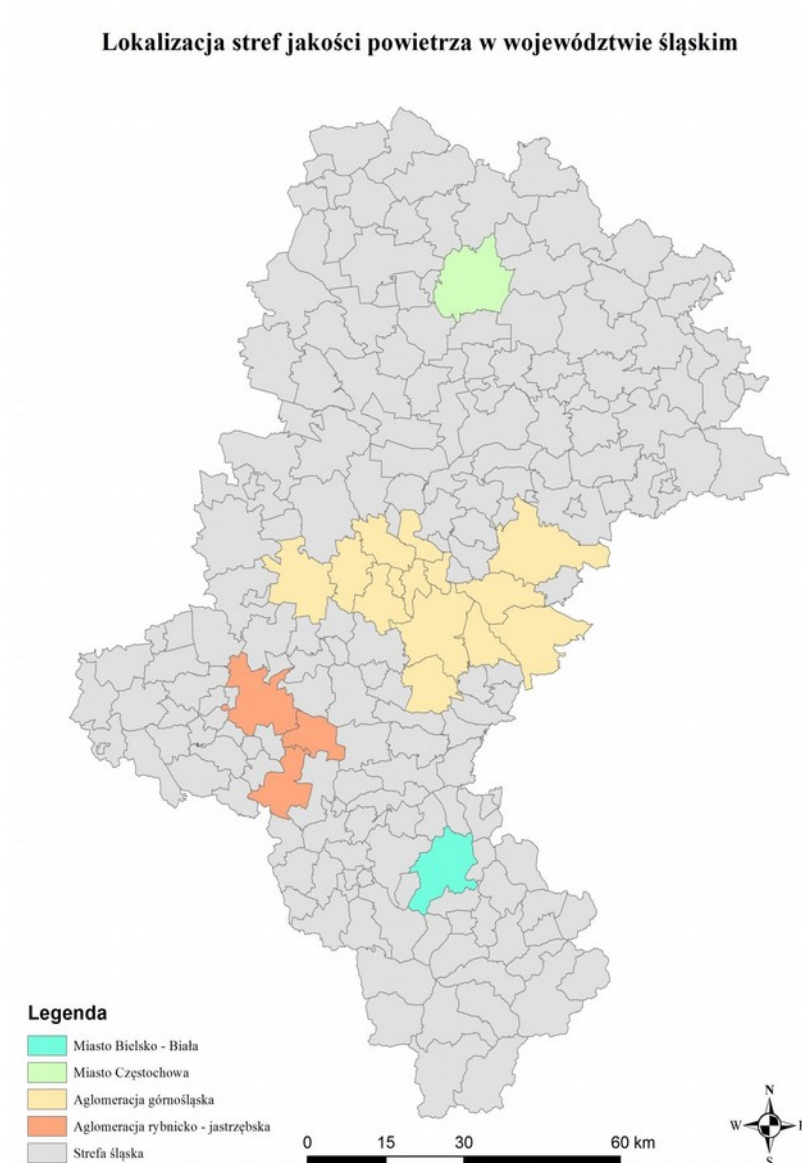 Lokalizacja stref jakości powietrza w województwie śląskim
Legenda
Miasto Bielsko - Biała
Miasto Częstochowa
Aglomeracja górnośląska
Aglomeracja rybnicko - jastrzębska
Strefa śląska
0 15 30 60 km
N
W E
S